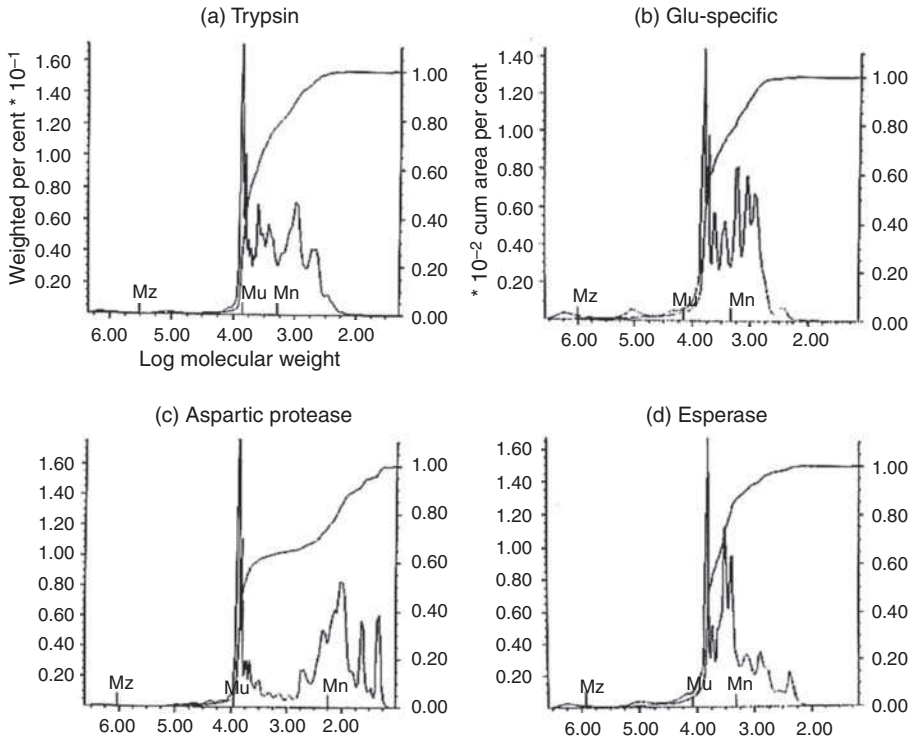 (a) Trypsin
Weighted per cent * 10⁻¹
1.60
1.40
1.20
1.00
0.80
0.60
0.40
0.20
1.00
0.80
0.60
0.40
0.20
0.00
Mz
Mu
Mn
6.00 5.00 4.00 3.00 2.00
Log molecular weight
(b) Glu-specific
* 10⁻² cum area per cent
1.40
1.20
1.00
0.80
0.60
0.40
0.20
1.00
0.80
0.60
0.40
0.20
0.00
Mz
Mu
Mn
6.00 5.00 4.00 3.00 2.00
(c) Aspartic protease
1.60
1.40
1.20
1.00
0.80
0.60
0.40
0.20
1.00
0.80
0.60
0.40
0.20
0.00
Mz
Mu
Mn
6.00 5.00 4.00 3.00 2.00
(d) Esperase
1.60
1.40
1.20
1.00
0.80
0.60
0.40
0.20
1.00
0.80
0.60
0.40
0.20
0.00
Mz
Mu
Mn
6.00 5.00 4.00 3.00 2.00